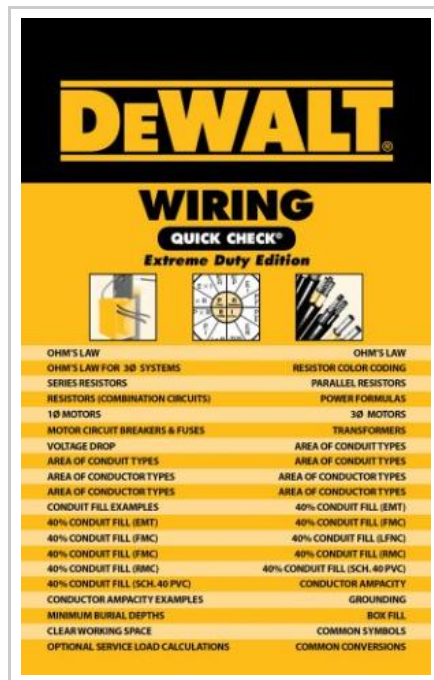 DEWALT®
WIRING
QUICK CHECK®
Extreme Duty Edition
OHM'S LAW OHM'S LAW
OHM'S LAW FOR 3Ø SYSTEMS RESISTOR COLOR CODING
SERIES RESISTORS PARALLEL RESISTORS
RESISTORS (COMBINATION CIRCUITS) POWER FORMULAS
1Ø MOTORS 3Ø MOTORS
MOTOR CIRCUIT BREAKERS & FUSES TRANSFORMERS
VOLTAGE DROP AREA OF CONDUIT TYPES
AREA OF CONDUIT TYPES AREA OF CONDUIT TYPES
AREA OF CONDUCTOR TYPES AREA OF CONDUCTOR TYPES
AREA OF CONDUCTOR TYPES AREA OF CONDUCTOR TYPES
CONDUIT FILL EXAMPLES 40% CONDUIT FILL (EMT)
40% CONDUIT FILL (EMT) 40% CONDUIT FILL (FMC)
40% CONDUIT FILL (FMC) 40% CONDUIT FILL (LFNC)
40% CONDUIT FILL (FMC) 40% CONDUIT FILL (RMC)
40% CONDUIT FILL (RMC) 40% CONDUIT FILL (SCH. 40 PVC)
40% CONDUIT FILL (SCH. 40 PVC) CONDUCTOR AMPACITY
CONDUCTOR AMPACITY EXAMPLES GROUNDING
MINIMUM BURIAL DEPTHS BOX FILL
CLEAR WORKING SPACE COMMON SYMBOLS
OPTIONAL SERVICE LOAD CALCULATIONS COMMON CONVERSIONS